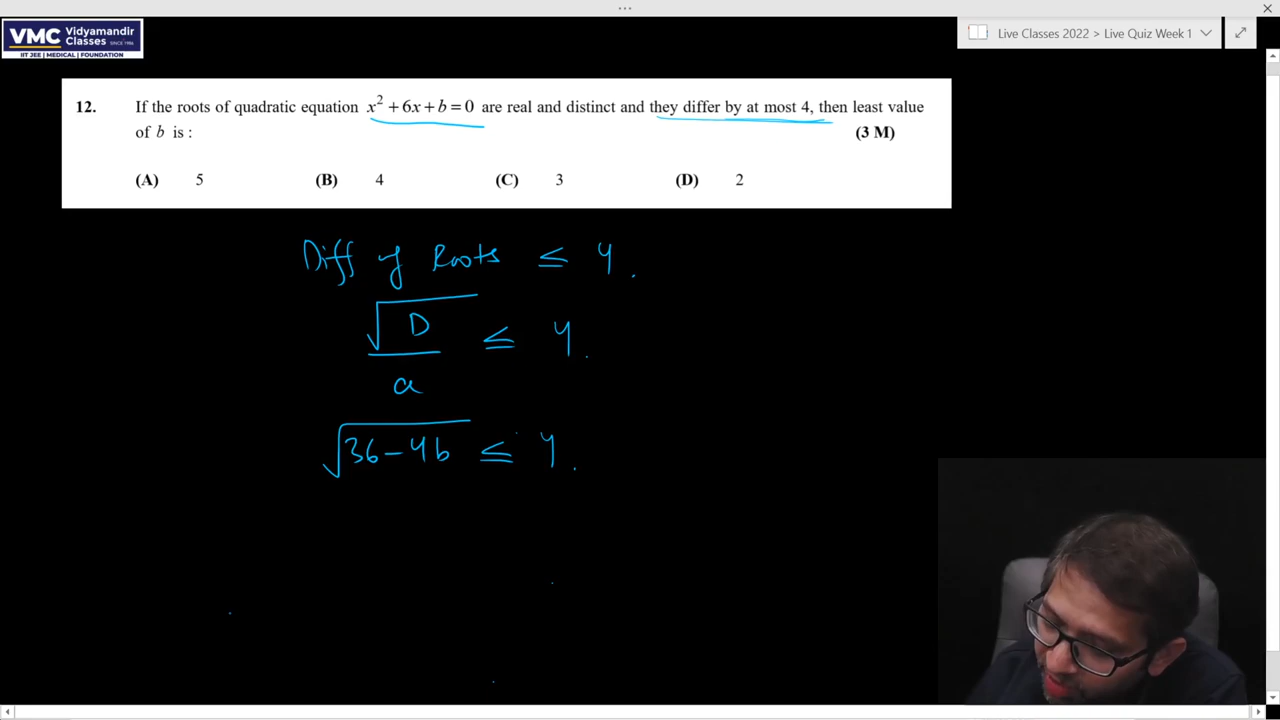 ...
VMC Vidyamandir Classes SINCE 1986
IIT JEE | MEDICAL | FOUNDATION
Live Classes 2022 > Live Quiz Week 1
12. If the roots of quadratic equation x² + 6x + b = 0 are real and distinct and they differ by at most 4, then least value
of b is : (3 M)
(A) 5 (B) 4 (C) 3 (D) 2
Diff of Roots ≤ 4.
√D / a ≤ 4.
√36 – 4b ≤ 4.